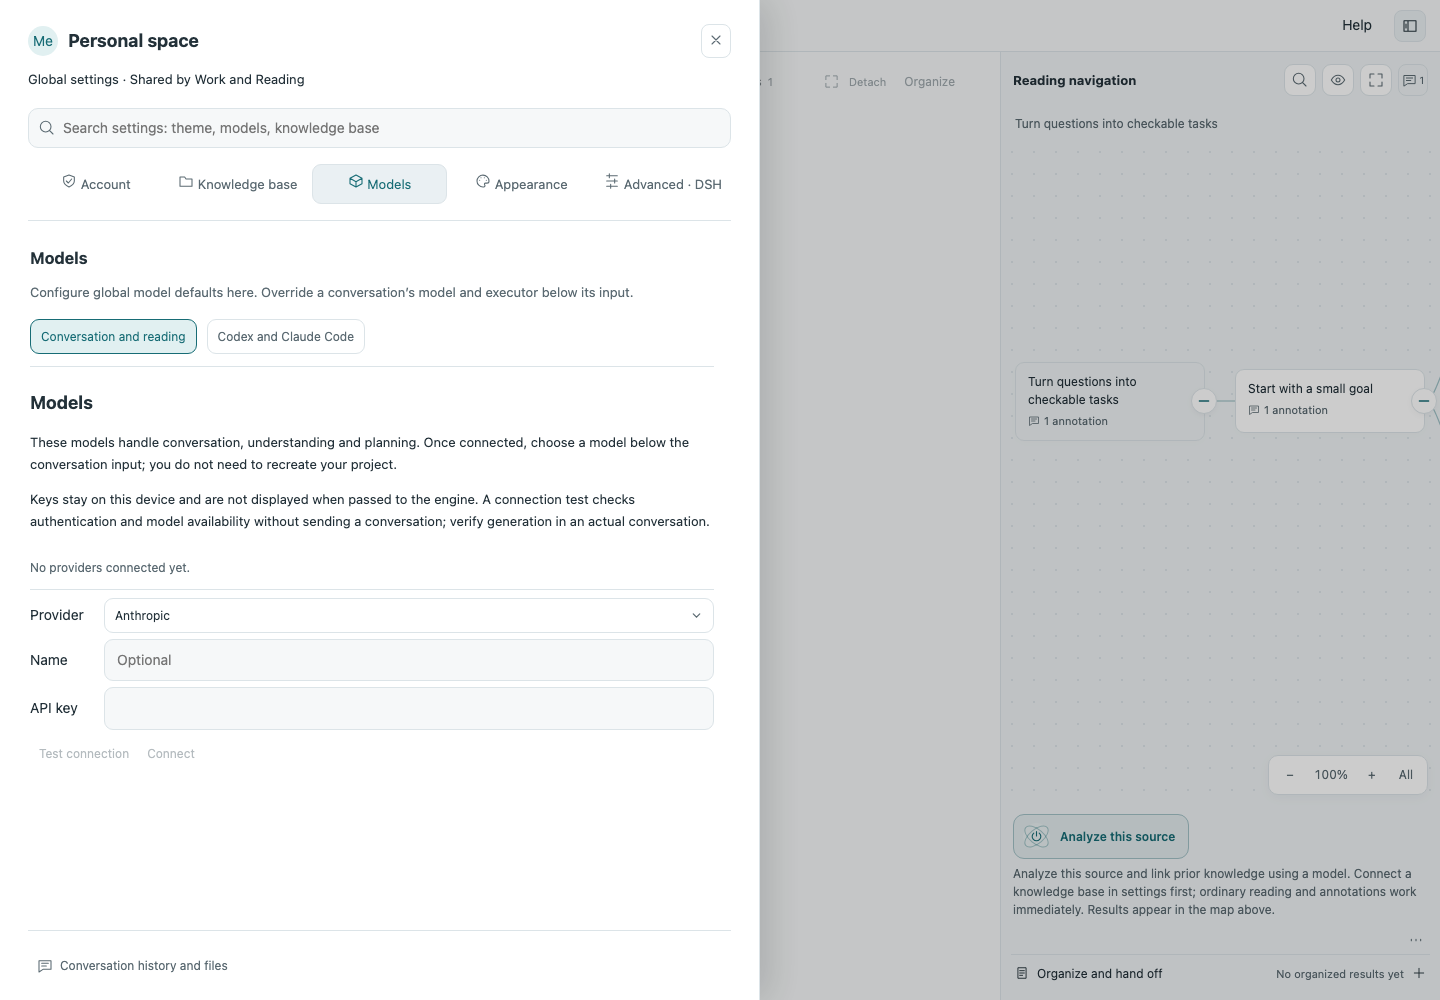 Me Personal space
Global settings · Shared by Work and Reading
Search settings: theme, models, knowledge base
Account
Knowledge base
Models
Appearance
Advanced · DSH
Models
Configure global model defaults here. Override a conversation's model and executor below its input.
Conversation and reading
Codex and Claude Code
Models
These models handle conversation, understanding and planning. Once connected, choose a model below the
conversation input; you do not need to recreate your project.
Keys stay on this device and are not displayed when passed to the engine. A connection test checks
authentication and model availability without sending a conversation; verify generation in an actual conversation.
No providers connected yet.
Provider Anthropic
Name Optional
API key
Test connection Connect
Conversation history and files
Help
1 Detach Organize
Reading navigation
1
Turn questions into checkable tasks
Turn questions into
checkable tasks
1 annotation
Start with a small goal
1 annotation
− 100% + All
Analyze this source
Analyze this source and link prior knowledge using a model. Connect a
knowledge base in settings first; ordinary reading and annotations work
immediately. Results appear in the map above.
...
Organize and hand off No organized results yet +